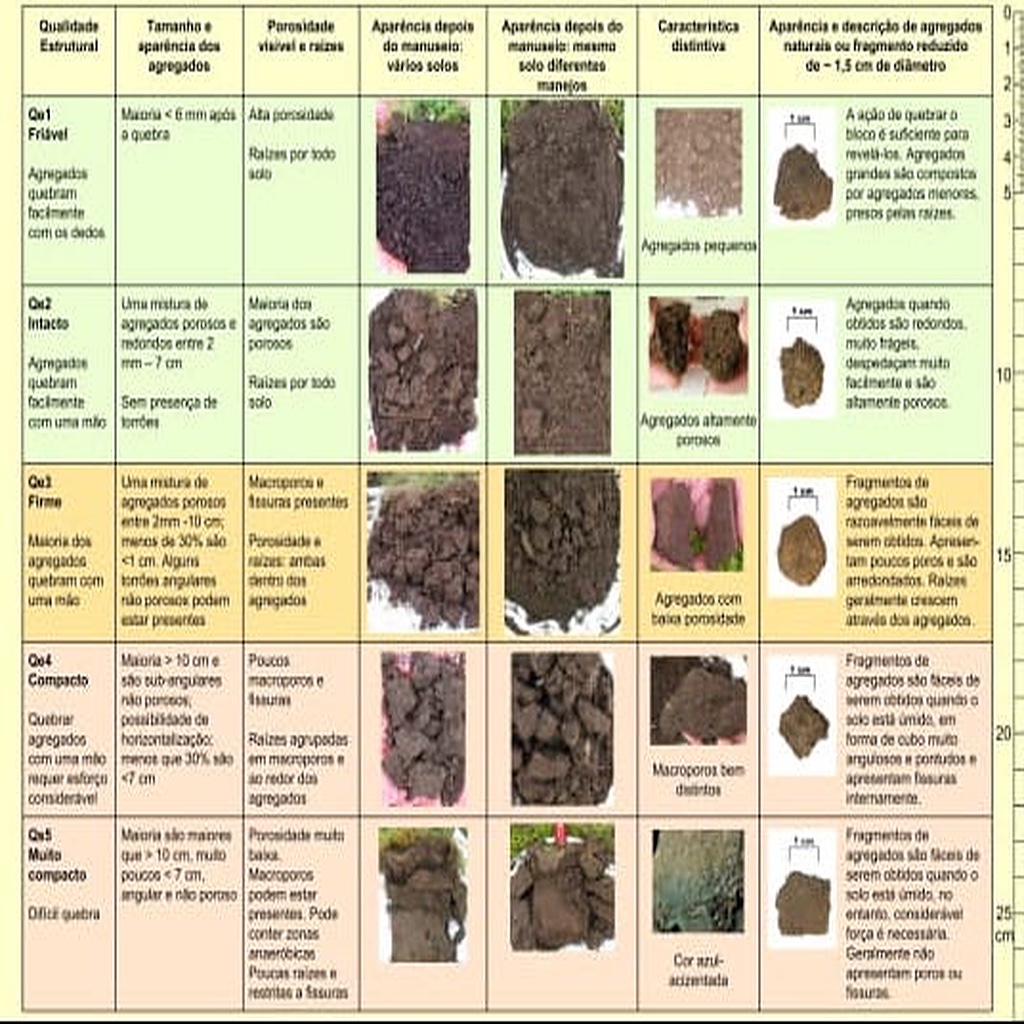 Qualidade
Estrutural
Tamanho e
aparência dos
agregados
Porosidade
visível e raízes
Aparência depois
do manuseio:
vários solos
Aparência depois do
manuseio: mesmo
solo diferentes
manejos
Característica
distintiva
Aparência e descrição de agregados
naturais ou fragmento reduzido
de ~ 1,5 cm de diâmetro
Qe1
Friável
Agregados
quebram
facilmente
com os dedos
Maioria < 6 mm após
a quebra
Alta porosidade
Raízes por todo
solo
Agregados pequenos
1 cm
A ação de quebrar o
bloco é suficiente para
revelá-los. Agregados
grandes são compostos
por agregados menores,
presos pelas raízes.
Qe2
Intacto
Agregados
quebram
facilmente
com uma mão
Uma mistura de
agregados porosos e
redondos entre 2
mm – 7 cm
Sem presença de
torrões
Maioria dos
agregados são
porosos
Raízes por todo
solo
Agregados altamente
porosos
1 cm
Agregados quando
obtidos são redondos,
muito frágeis,
despedaçam muito
facilmente e são
altamente porosos.
Qe3
Firme
Maioria dos
agregados
quebram com
uma mão
Uma mistura de
agregados porosos
entre 2mm -10 cm;
menos de 30% são
<1 cm. Alguns
torrões angulares
não porosos podem
estar presentes
Macroporos e
fissuras presentes
Porosidade e
raízes: ambas
dentro dos
agregados
Agregados com
baixa porosidade
1 cm
Fragmentos de
agregados são
razoavelmente fáceis de
serem obtidos. Apresen-
tam poucos poros e são
arredondados. Raízes
geralmente crescem
através dos agregados.
Qe4
Compacto
Quebrar
agregados
com uma mão
requer esforço
considerável
Maioria > 10 cm e
são sub-angulares
não porosos;
possibilidade de
horizontalização;
menos que 30% são
<7 cm
Poucos
macroporos e
fissuras
Raízes agrupadas
em macroporos e
ao redor dos
agregados
Macroporos bem
distintos
1 cm
Fragmentos de
agregados são fáceis de
serem obtidos quando o
solo está úmido, em
forma de cubo muito
angulosos e pontudos e
apresentam fissuras
internamente.
Qe5
Muito
compacto
Difícil quebra
Maioria são maiores
que > 10 cm, muito
poucos < 7 cm,
angular e não poroso
Porosidade muito
baixa.
Macroporos
podem estar
presentes. Pode
conter zonas
anaeróbicas
Poucas raízes e
restritas a fissuras
Cor azul-
acizentada
1 cm
Fragmentos de
agregados são fáceis de
serem obtidos quando o
solo está úmido, no
entanto, considerável
força é necessária.
Geralmente não
apresentam poros ou
fissuras.
0
1
2
3
4
5
10
15
20
25
cm